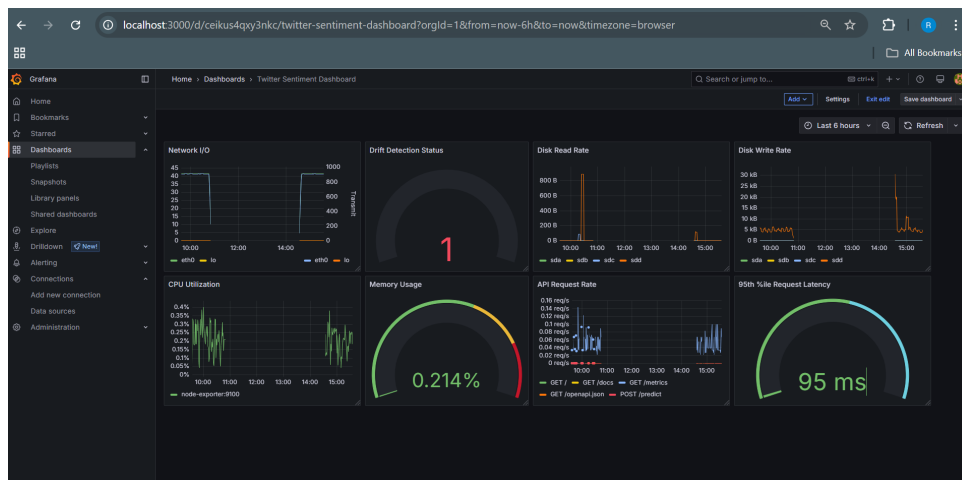 localhost:3000/d/ceikus4qxy3nkc/twitter-sentiment-dashboard?orgId=1&from=now-6h&to=now&timezone=browser
R
All Bookmarks
Grafana
Home > Dashboards > Twitter Sentiment Dashboard
Search or jump to...
ctrl+k
Add
Settings
Exit edit
Save dashboard
Last 6 hours
Refresh
Home
Bookmarks
Starred
Dashboards
Playlists
Snapshots
Library panels
Shared dashboards
Explore
Drilldown
New!
Alerting
Connections
Add new connection
Data sources
Administration
Network I/O
45
40
35
30
25
20
15
10
5
0
1000
800
600
400
200
0
Transmit
10:00 12:00 14:00
eth0 lo eth0 lo
Drift Detection Status
1
Disk Read Rate
800 B
600 B
400 B
200 B
0 B
10:00 11:00 12:00 13:00 14:00 15:00
sda sdb sdc sdd
Disk Write Rate
30 kB
25 kB
20 kB
15 kB
10 kB
5 kB
0 B
10:00 11:00 12:00 13:00 14:00 15:00
sda sdb sdc sdd
CPU Utilization
0.4%
0.35%
0.3%
0.25%
0.2%
0.15%
0.1%
0.05%
0%
10:00 11:00 12:00 13:00 14:00 15:00
node-exporter:9100
Memory Usage
0.214%
API Request Rate
0.16 req/s
0.14 req/s
0.12 req/s
0.1 req/s
0.08 req/s
0.06 req/s
0.04 req/s
0.02 req/s
0 req/s
10:00 11:00 12:00 13:00 14:00 15:00
GET / GET /docs GET /metrics
GET /openapi.json POST /predict
95th %ile Request Latency
95 ms